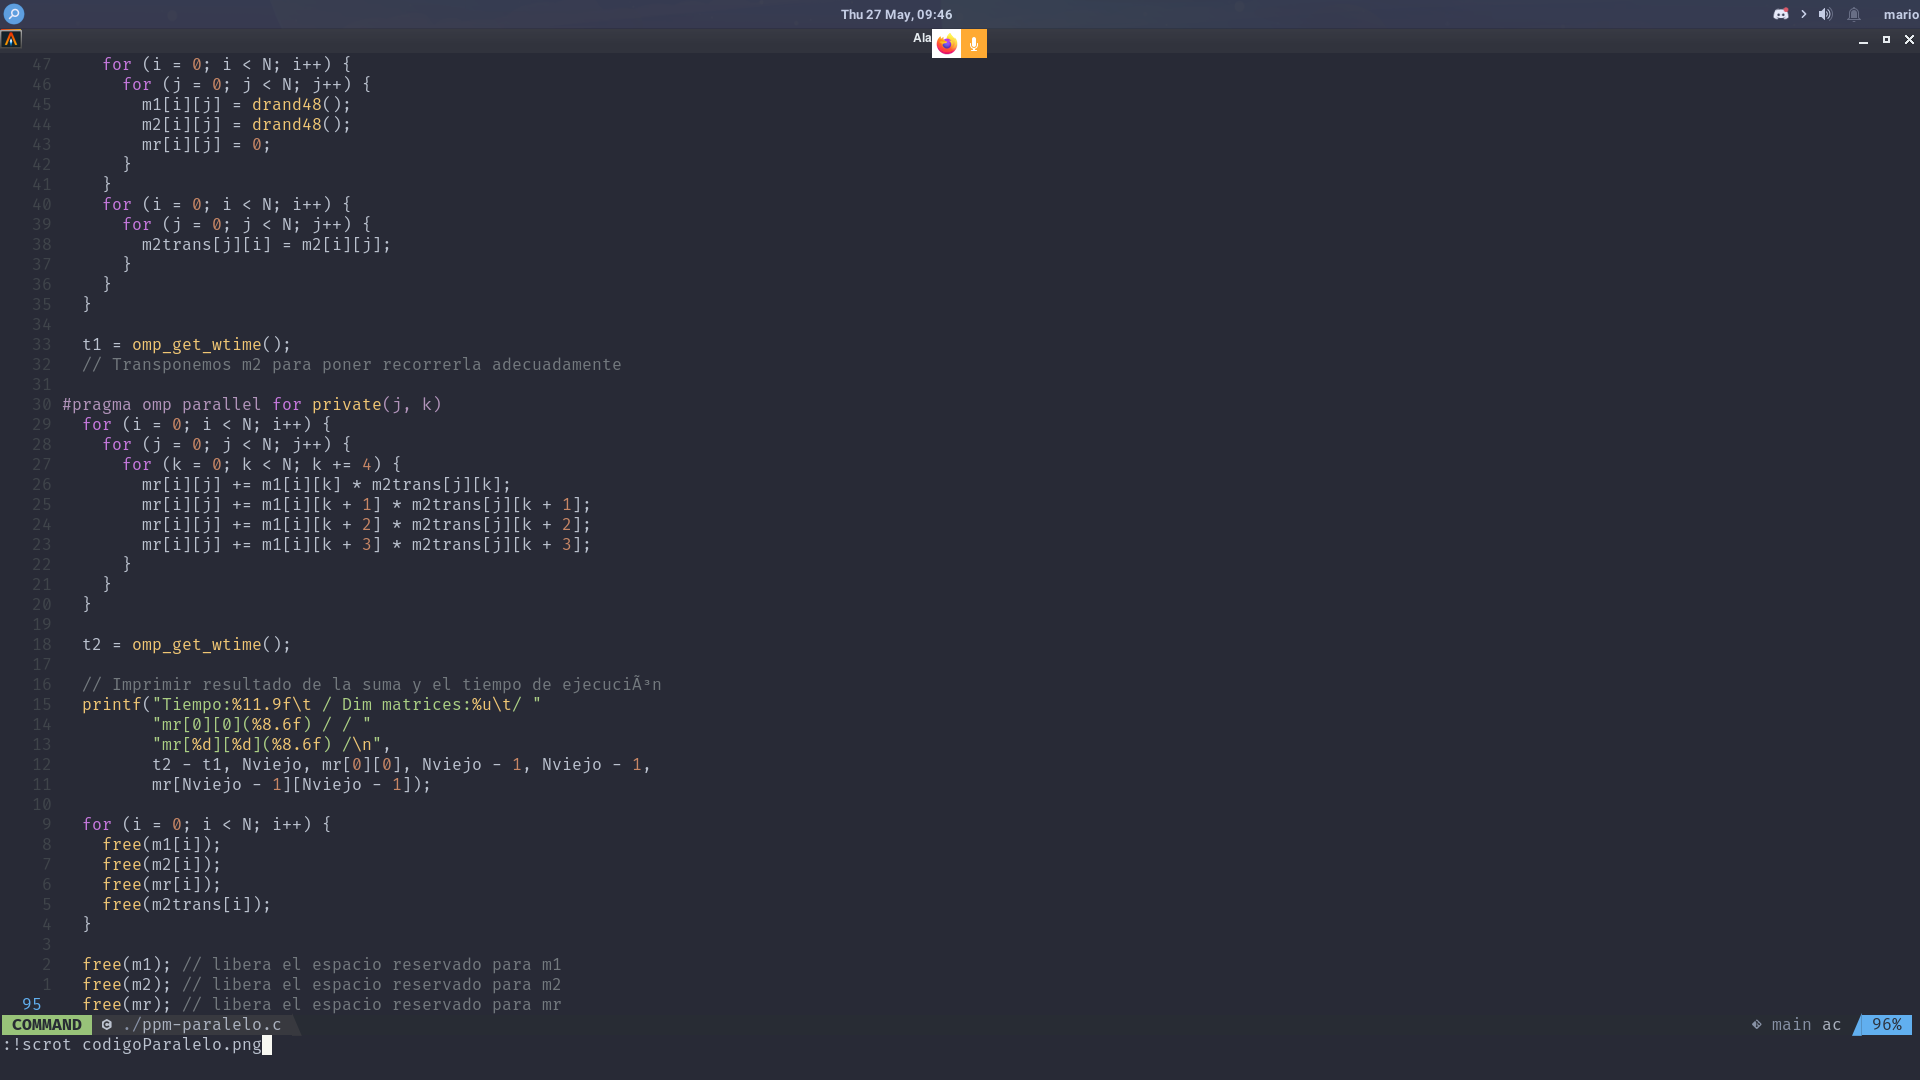 Thu 27 May, 09:46
mario
Ala
47 for (i = 0; i < N; i++) {
46 for (j = 0; j < N; j++) {
45 m1[i][j] = drand48();
44 m2[i][j] = drand48();
43 mr[i][j] = 0;
42 }
41 }
40 for (i = 0; i < N; i++) {
39 for (j = 0; j < N; j++) {
38 m2trans[j][i] = m2[i][j];
37 }
36 }
35 }
34
33 t1 = omp_get_wtime();
32 // Transponemos m2 para poner recorrerla adecuadamente
31
30 #pragma omp parallel for private(j, k)
29 for (i = 0; i < N; i++) {
28 for (j = 0; j < N; j++) {
27 for (k = 0; k < N; k += 4) {
26 mr[i][j] += m1[i][k] * m2trans[j][k];
25 mr[i][j] += m1[i][k + 1] * m2trans[j][k + 1];
24 mr[i][j] += m1[i][k + 2] * m2trans[j][k + 2];
23 mr[i][j] += m1[i][k + 3] * m2trans[j][k + 3];
22 }
21 }
20 }
19
18 t2 = omp_get_wtime();
17
16 // Imprimir resultado de la suma y el tiempo de ejecuciÃ³n
15 printf("Tiempo:%11.9f\t / Dim matrices:%u\t/ "
14 "mr[0][0](%8.6f) / / "
13 "mr[%d][%d](%8.6f) /\n",
12 t2 - t1, Nviejo, mr[0][0], Nviejo - 1, Nviejo - 1,
11 mr[Nviejo - 1][Nviejo - 1]);
10
9 for (i = 0; i < N; i++) {
8 free(m1[i]);
7 free(m2[i]);
6 free(mr[i]);
5 free(m2trans[i]);
4 }
3
2 free(m1); // libera el espacio reservado para m1
1 free(m2); // libera el espacio reservado para m2
95 free(mr); // libera el espacio reservado para mr
COMMAND ./ppm-paralelo.c main ac 96%
:!scrot codigoParalelo.png